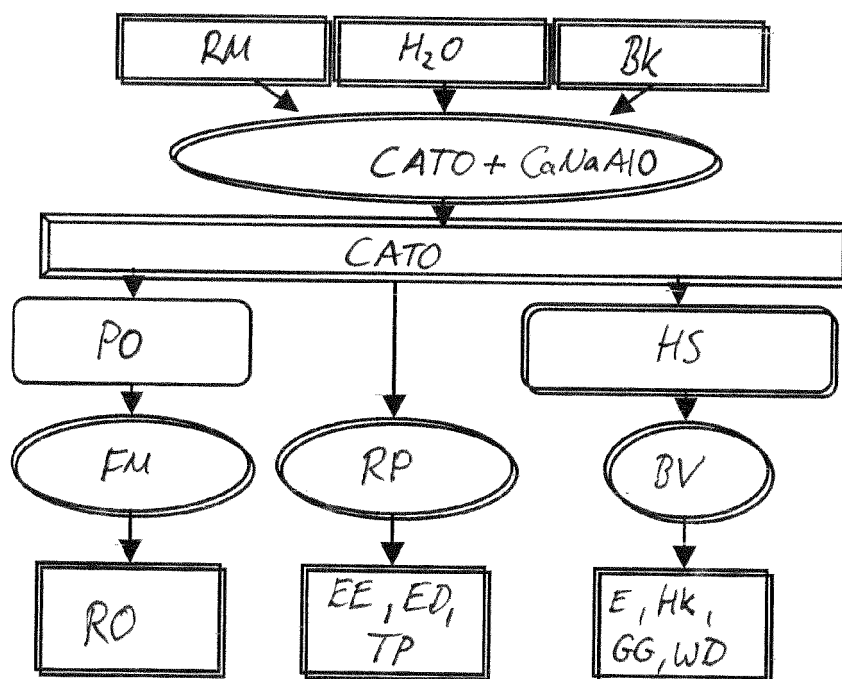 RM
H₂O
Bk
CATO + CaNaAlO
CATO
PO
HS
FM
RP
BV
RO
EE, ED,
TP
E, Hk,
GG, WD